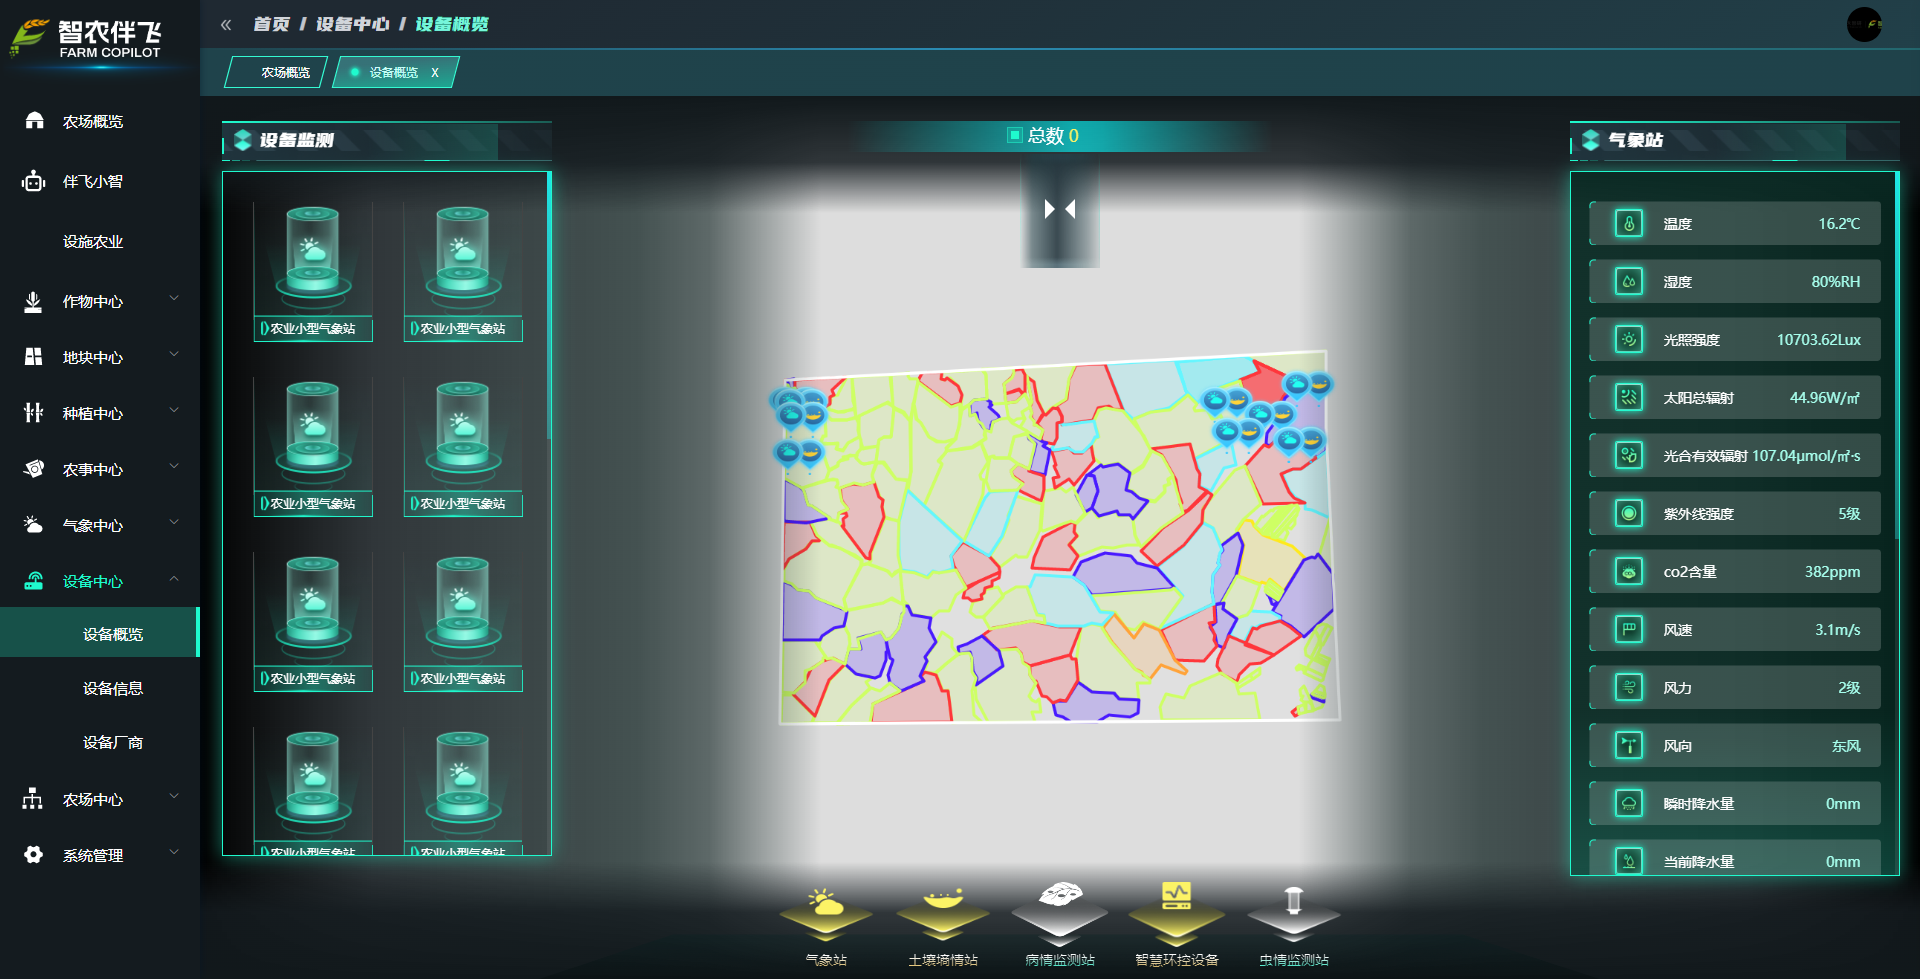 智农伴飞
FARM COPILOT
« 首页 / 设备中心 / 设备概览
农场概览
设备概览 X
农场概览
伴飞小智
设施农业
作物中心
地块中心
种植中心
农事中心
气象中心
设备中心
设备概览
设备信息
设备厂商
农场中心
系统管理
设备监测
农业小型气象站
农业小型气象站
农业小型气象站
农业小型气象站
农业小型气象站
农业小型气象站
农业小型气象站
农业小型气象站
总数 0
气象站
土壤墒情站
病情监测站
智慧环控设备
虫情监测站
气象站
温度 16.2℃
湿度 80%RH
光照强度 10703.62Lux
太阳总辐射 44.96W/㎡
光合有效辐射 107.04μmol/㎡·s
紫外线强度 5级
co2含量 382ppm
风速 3.1m/s
风力 2级
风向 东风
瞬时降水量 0mm
当前降水量 0mm